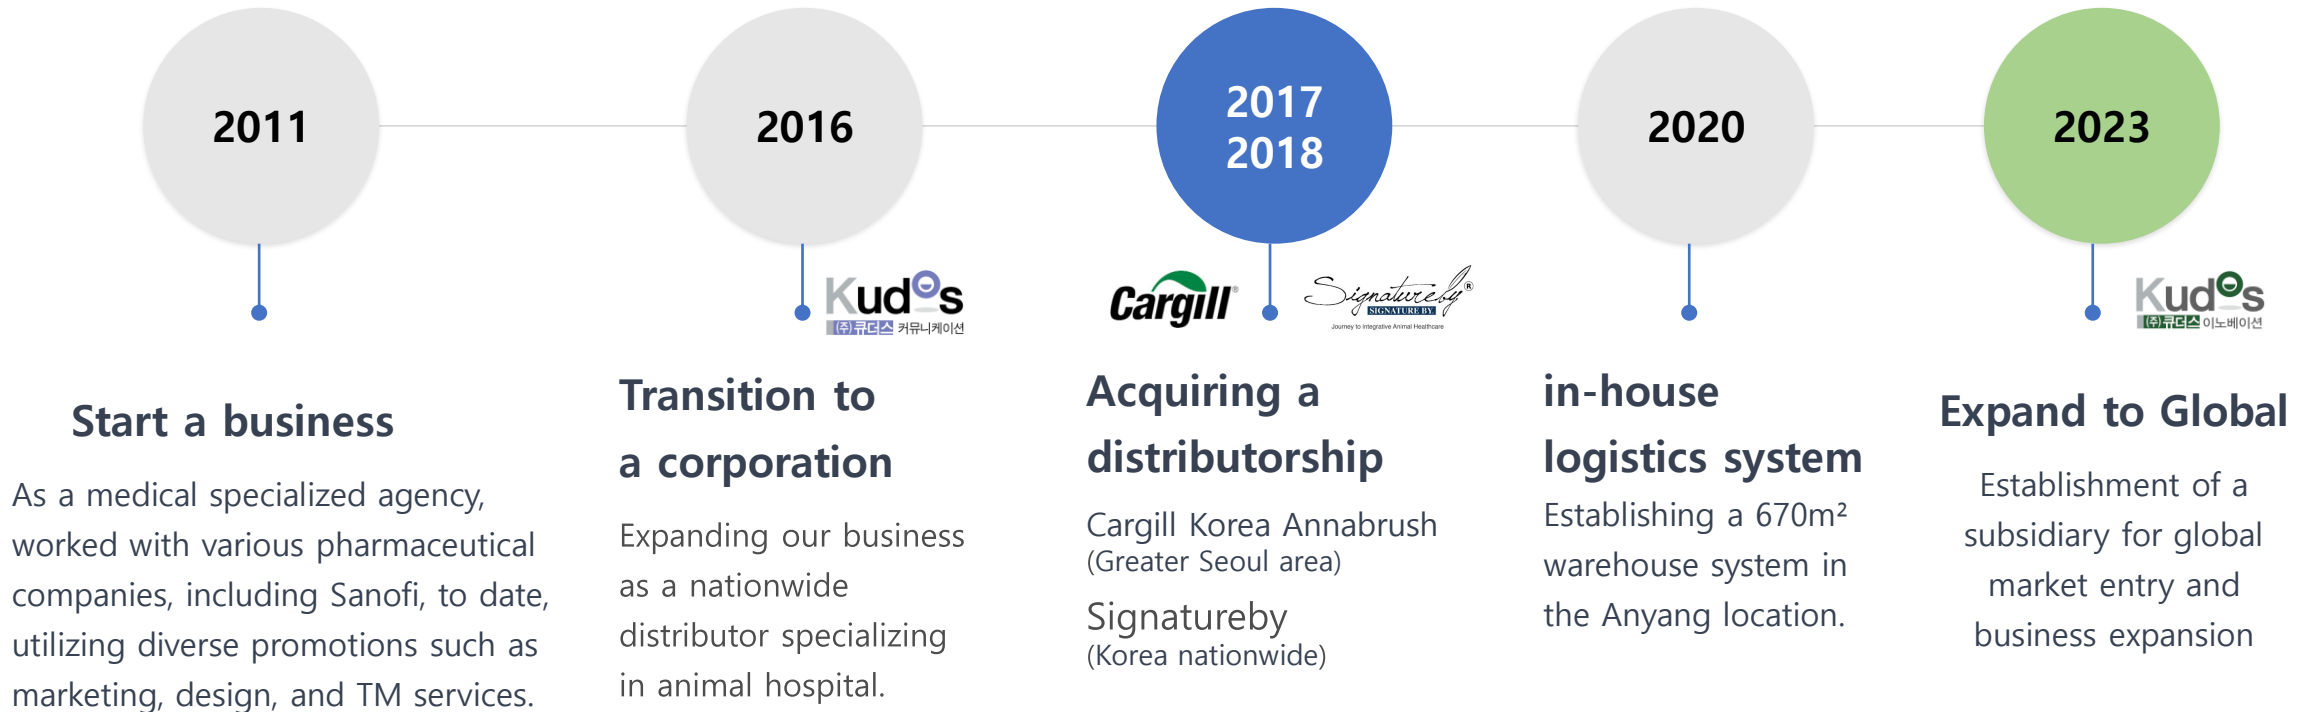 2011
2016
2017
2018
2020
2023
Kudos
(주)큐더스 커뮤니케이션
Cargill®
Signatureby®
SIGNATURE BY
Journey to Integrative Animal Healthcare
Kudos
(주)큐더스 이노베이션
Start a business
As a medical specialized agency,
worked with various pharmaceutical
companies, including Sanofi, to date,
utilizing diverse promotions such as
marketing, design, and TM services.
Transition to
a corporation
Expanding our business
as a nationwide
distributor specializing
in animal hospital.
Acquiring a
distributorship
Cargill Korea Annabrush
(Greater Seoul area)
Signatureby
(Korea nationwide)
in-house
logistics system
Establishing a 670m²
warehouse system in
the Anyang location.
Expand to Global
Establishment of a
subsidiary for global
market entry and
business expansion